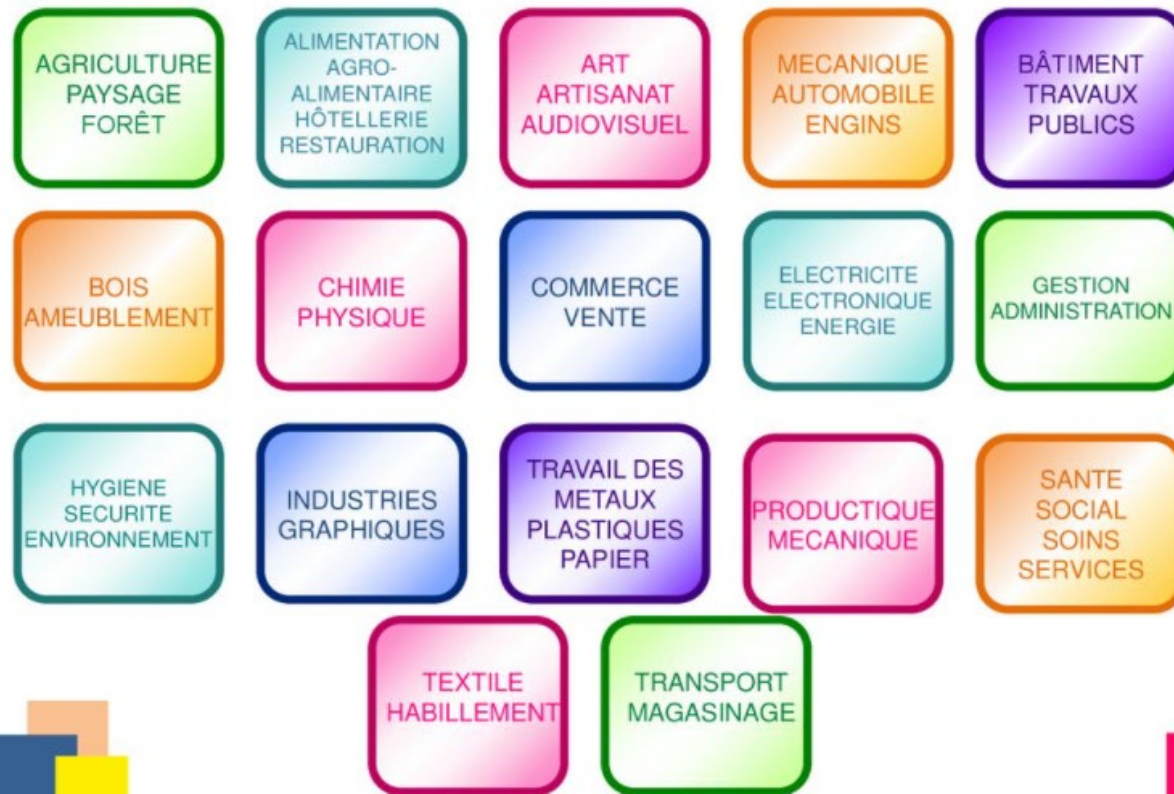 AGRICULTURE
PAYSAGE
FORÊT
ALIMENTATION
AGRO-
ALIMENTAIRE
HÔTELLERIE
RESTAURATION
ART
ARTISANAT
AUDIOVISUEL
MECANIQUE
AUTOMOBILE
ENGINS
BÂTIMENT
TRAVAUX
PUBLICS
BOIS
AMEUBLEMENT
CHIMIE
PHYSIQUE
COMMERCE
VENTE
ELECTRICITE
ELECTRONIQUE
ENERGIE
GESTION
ADMINISTRATION
HYGIENE
SECURITE
ENVIRONNEMENT
INDUSTRIES
GRAPHIQUES
TRAVAIL DES
METAUX
PLASTIQUES
PAPIER
PRODUCTIQUE
MECANIQUE
SANTE
SOCIAL
SOINS
SERVICES
TEXTILE
HABILLEMENT
TRANSPORT
MAGASINAGE